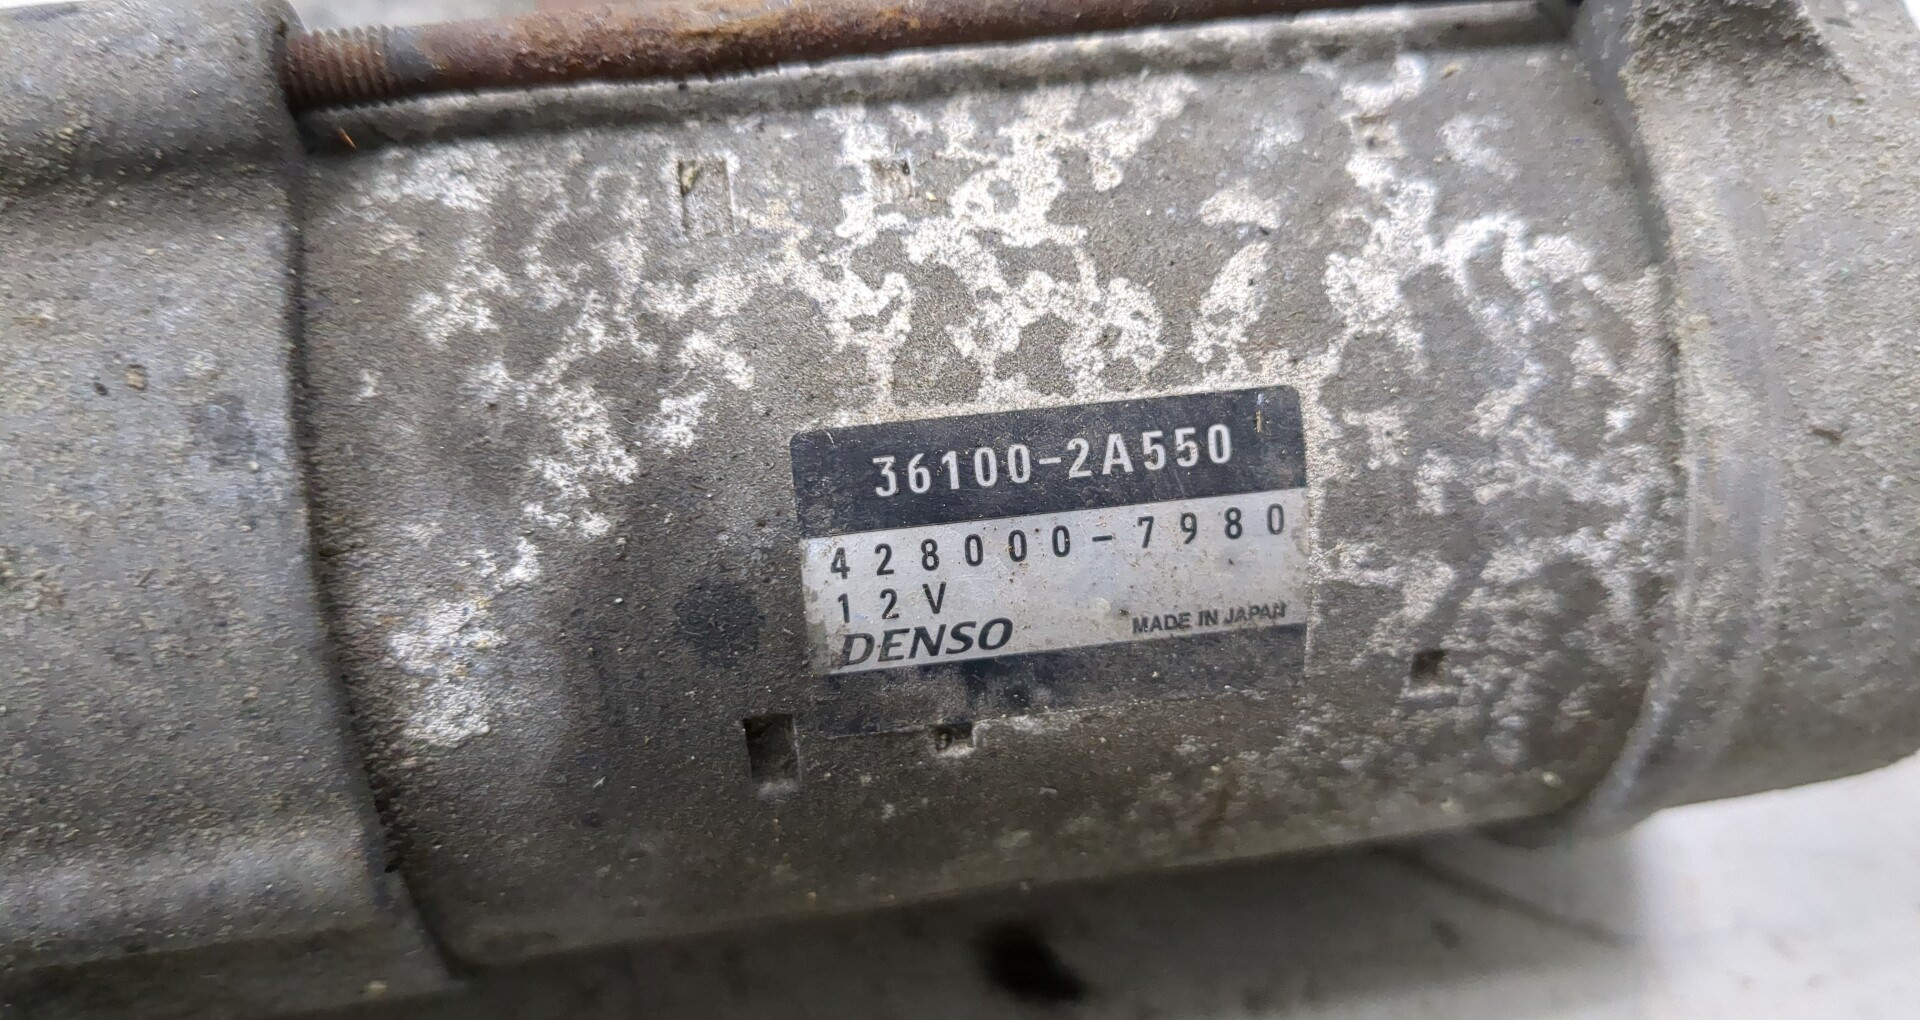 36100-2A550
428000-7980
12V
DENSO MADE IN JAPAN